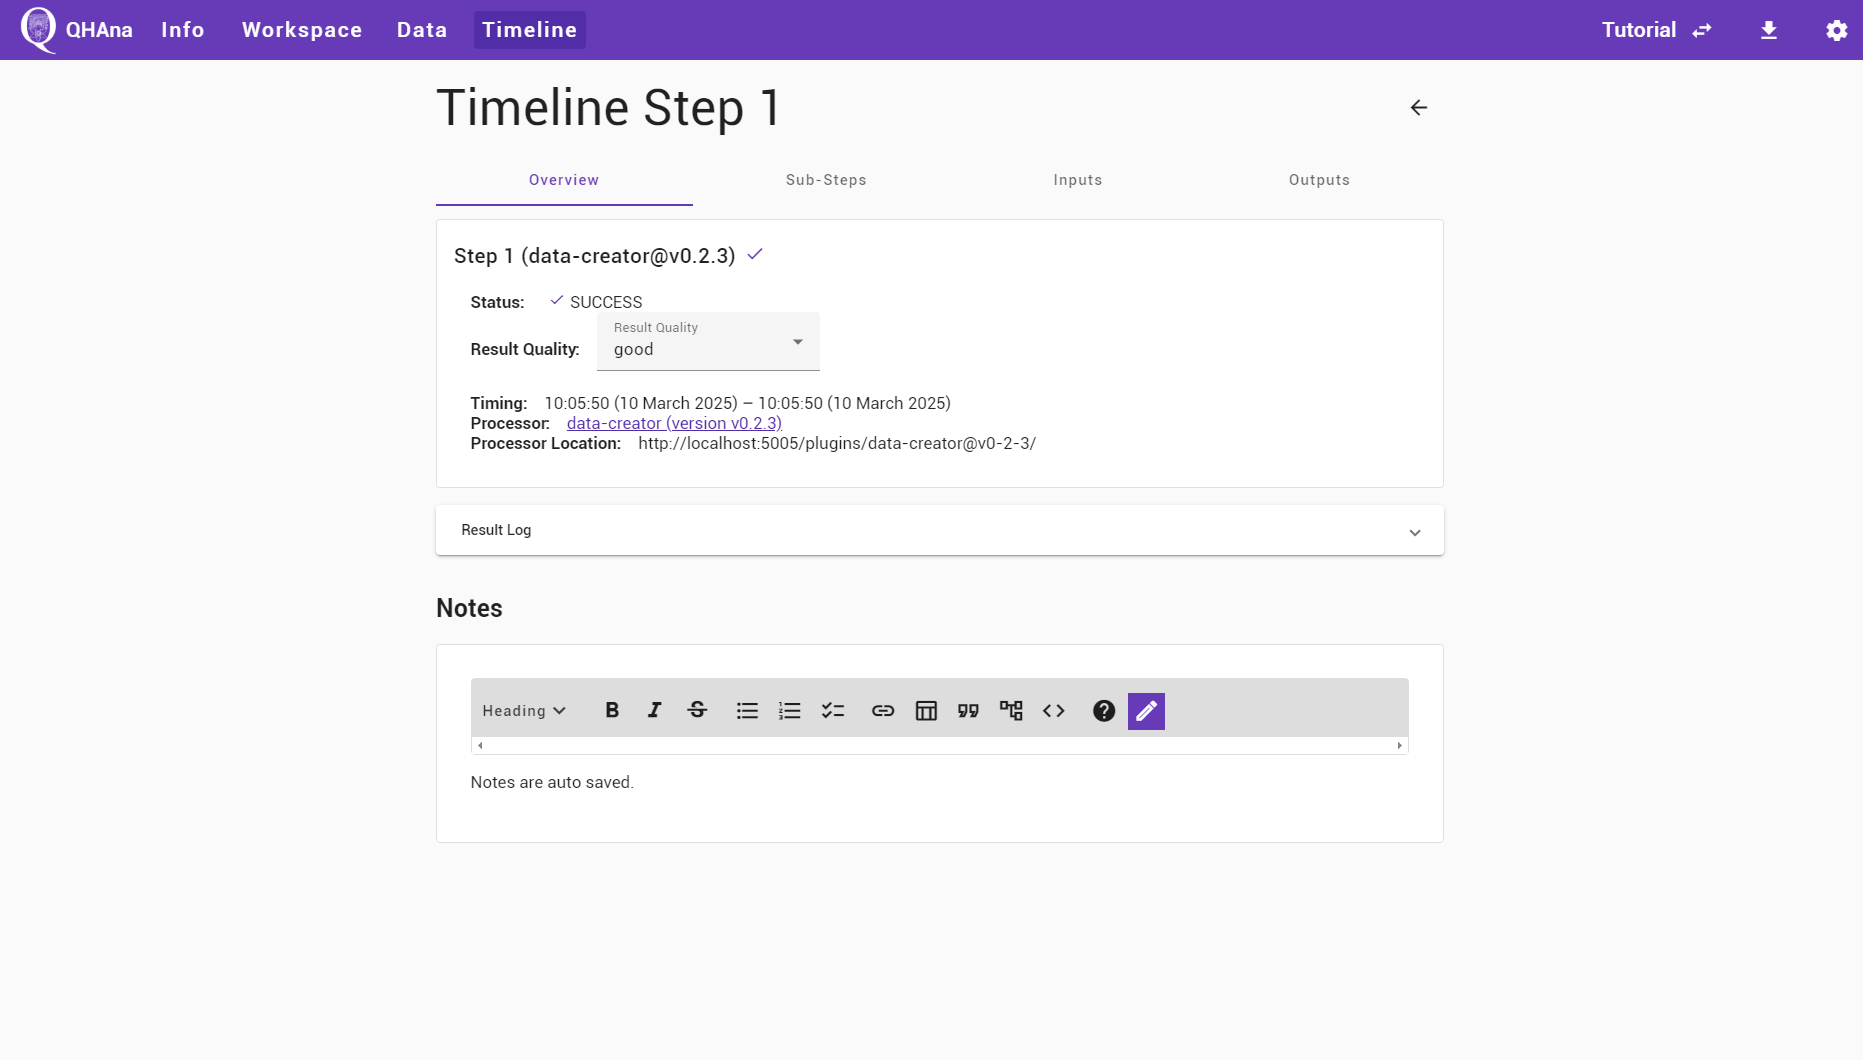 QHAna Info Workspace Data Timeline Tutorial
Timeline Step 1
Overview Sub-Steps Inputs Outputs
Step 1 (data-creator@v0.2.3)
Status: SUCCESS
Result Quality
Result Quality: good
Timing: 10:05:50 (10 March 2025) – 10:05:50 (10 March 2025)
Processor: data-creator (version v0.2.3)
Processor Location: http://localhost:5005/plugins/data-creator@v0-2-3/
Result Log
Notes
Heading
Notes are auto saved.